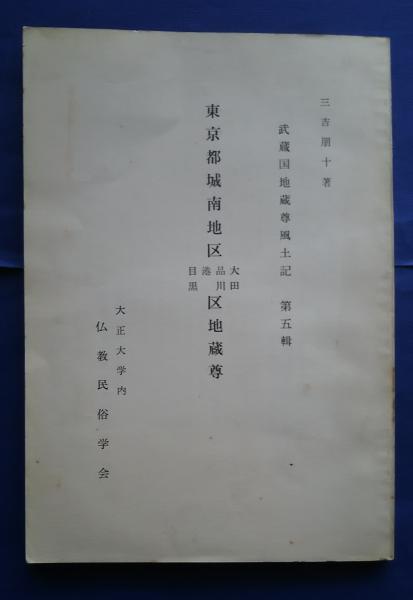 三吉朋十著
武蔵国地蔵尊風土記 第五輯
東京都城南地区 大田 品川 港 目黒 区地蔵尊
大正大学内
仏教民俗学会